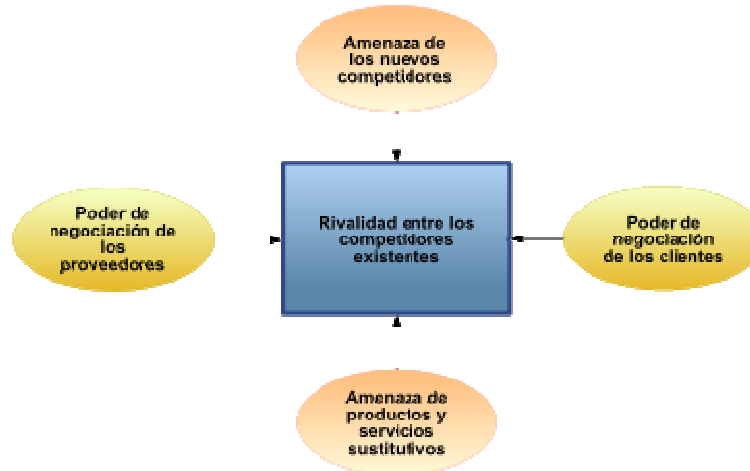 Amenaza de
los nuevos
competidores
Poder de
negociación de
los
proveedores
Rivalidad entre los
competidores
existentes
Poder de
negociación
de los clientes
Amenaza de
productos y
servicios
sustitutivos